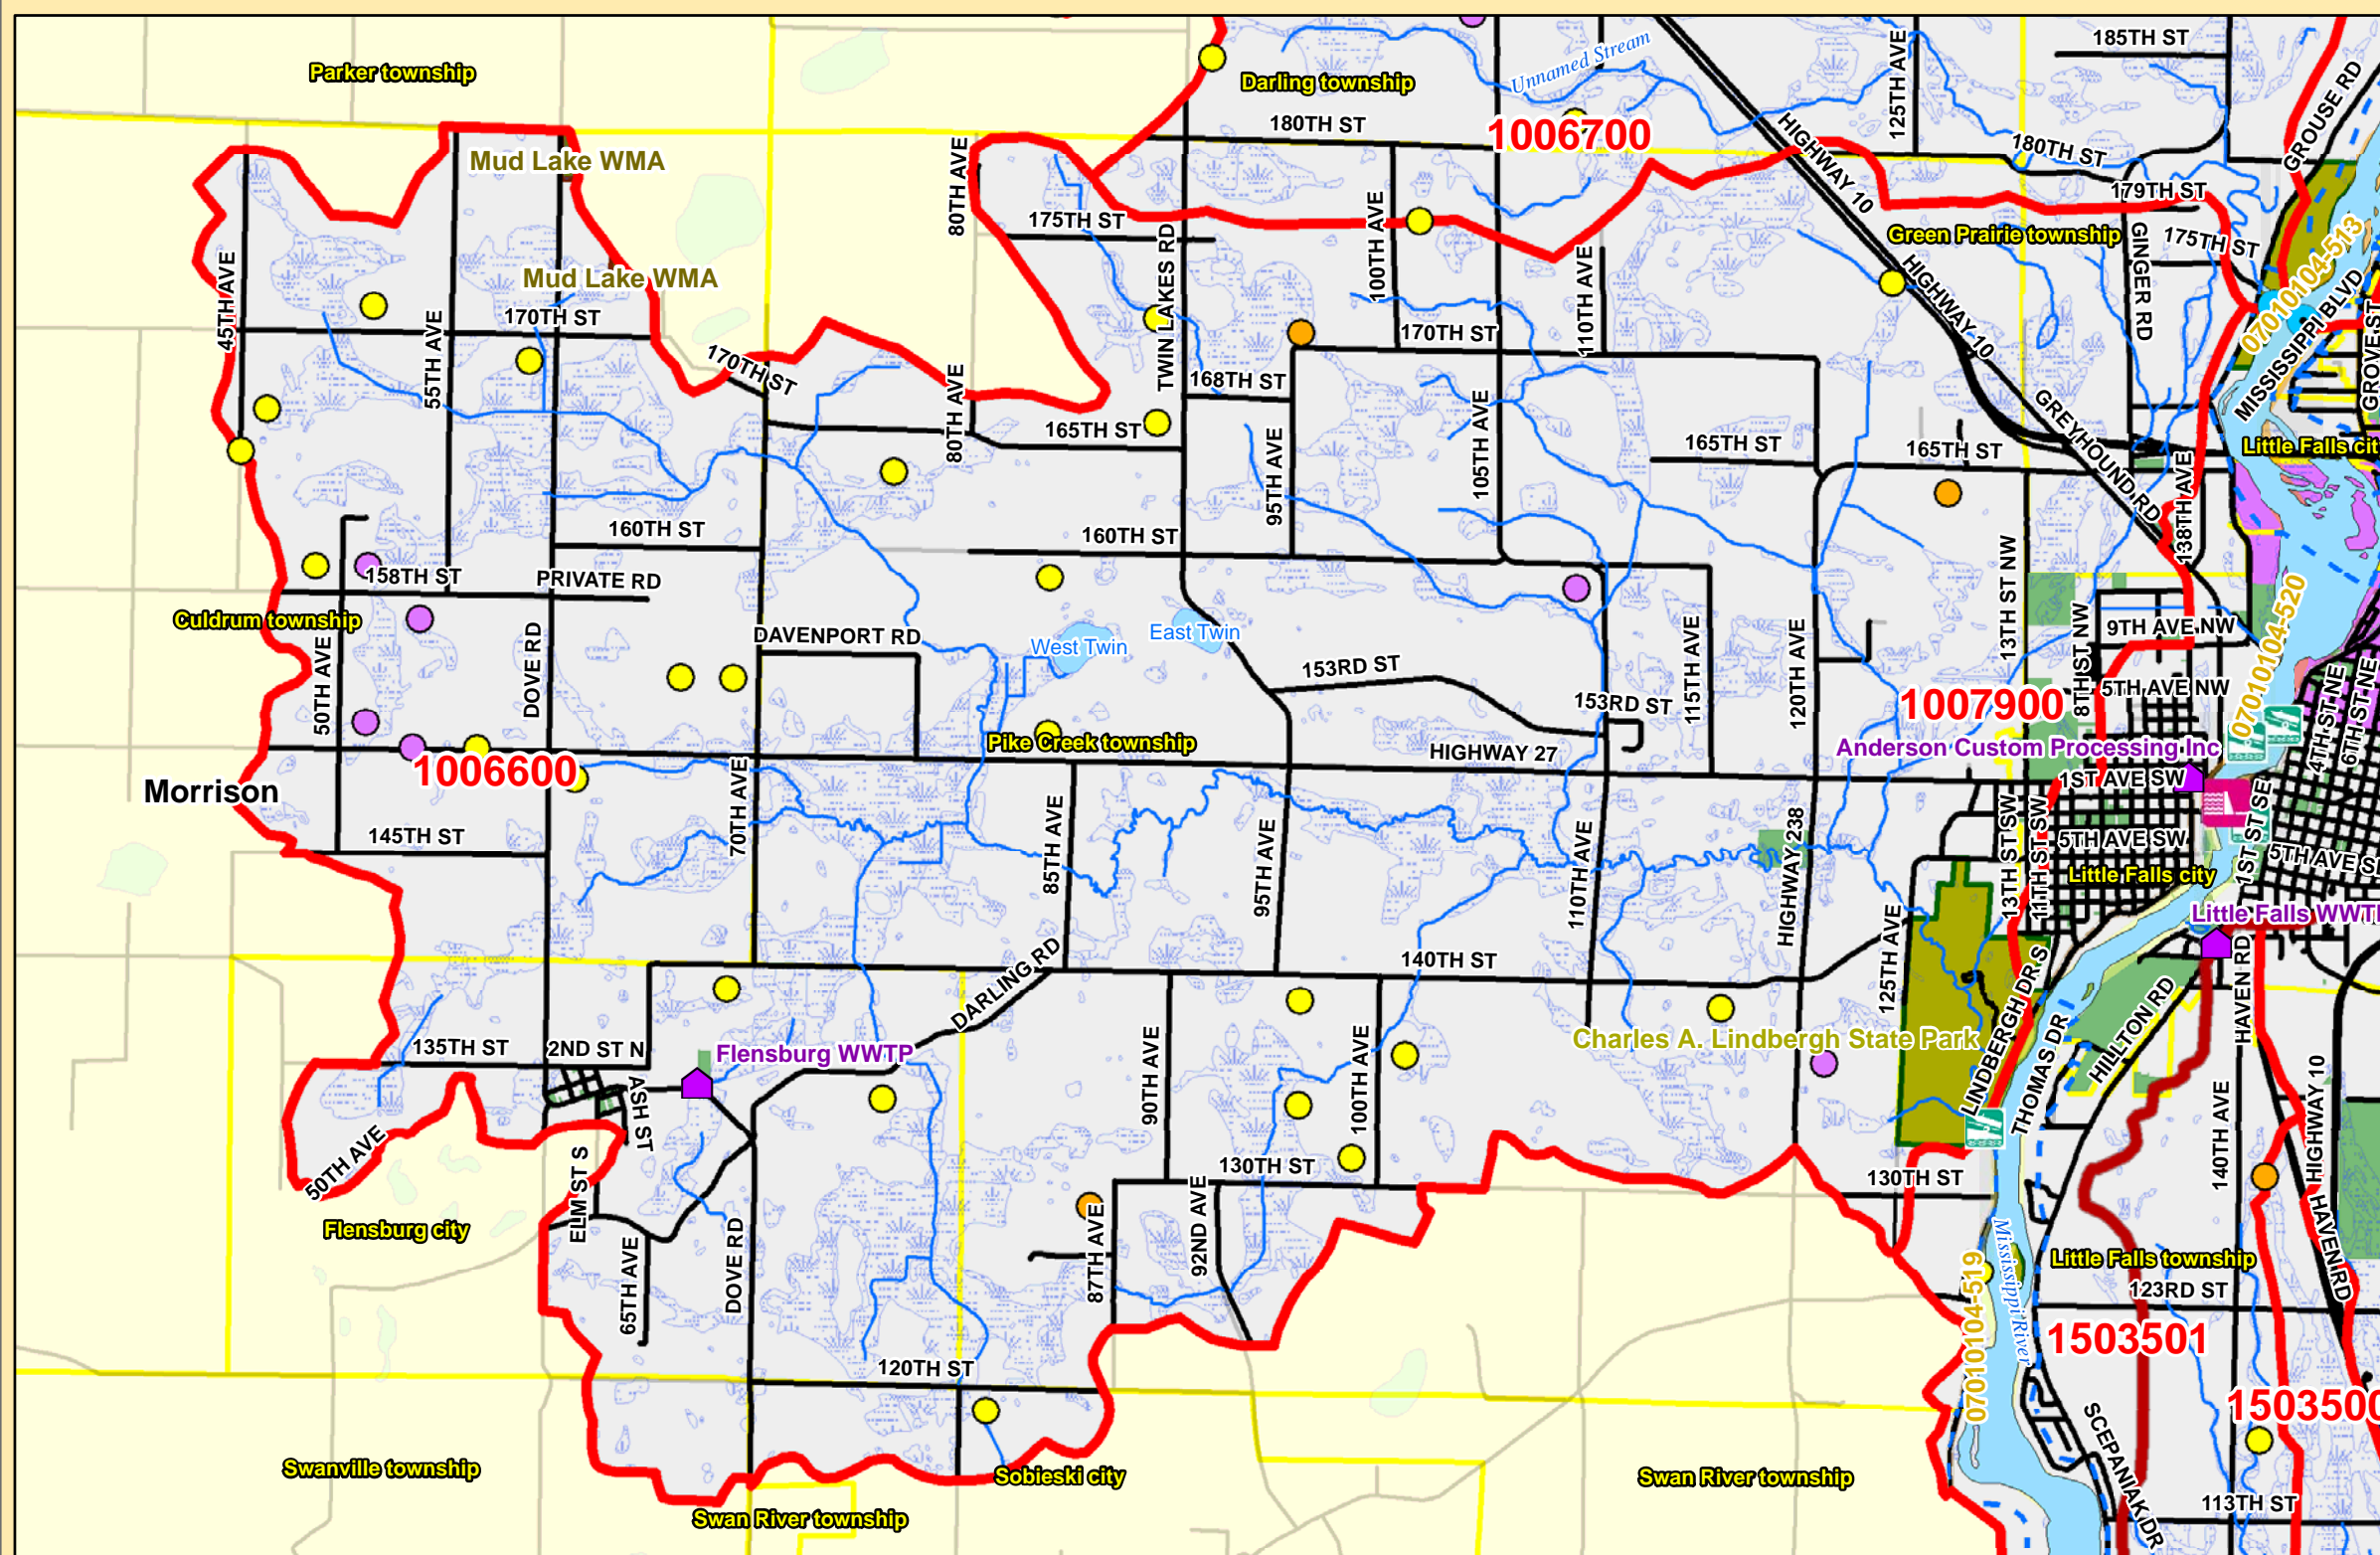 Parker township
Darling township
Unnamed Stream
125TH AVE
185TH ST
GROUSE RD
180TH ST
1006700
HIGHWAY 10
180TH ST
Mud Lake WMA
80TH AVE
175TH ST
TWIN LAKES RD
100TH AVE
179TH ST
Green Prairie township
GINGER RD
175TH ST
07010104-513
MISSISSIPPI BLVD
GROVE ST
45TH AVE
Mud Lake WMA
55TH AVE
170TH ST
170TH ST
80TH AVE
168TH ST
170TH ST
110TH AVE
HIGHWAY 10
GREYHOUND RD
Little Falls cit
165TH ST
95TH AVE
105TH AVE
165TH ST
165TH ST
138TH AVE
160TH ST
160TH ST
158TH ST
PRIVATE RD
Culdrum township
50TH AVE
DOVE RD
DAVENPORT RD
West Twin
East Twin
153RD ST
153RD ST
115TH AVE
120TH AVE
13TH ST NW
8TH ST NW
9TH AVE NW
5TH AVE NW
07010104-520
4TH ST NE
6TH ST NE
1007900
Pike Creek township
HIGHWAY 27
Anderson Custom Processing Inc
1ST AVE SW
Morrison
1006600
70TH AVE
85TH AVE
95TH AVE
110TH AVE
HIGHWAY 238
13TH ST SW
11TH ST SW
5TH AVE SW
1ST ST SE
5TH AVE S
145TH ST
Little Falls city
Little Falls WWT
140TH ST
125TH AVE
DARLING RD
135TH ST
2ND ST N
Flensburg WWTP
ASH ST
90TH AVE
100TH AVE
Charles A. Lindbergh State Park
LINDBERGH DR S
THOMAS DR
HILLTON RD
HAVEN RD
HIGHWAY 10
140TH AVE
50TH AVE
ELM ST S
130TH ST
130TH ST
Flensburg city
65TH AVE
DOVE RD
87TH AVE
92ND AVE
Mississippi River
07010104-519
Little Falls township
123RD ST
HAVEN RD
1503501
120TH ST
1503500
Swanville township
Sobieski city
Swan River township
Swan River township
SCEPANIAK DR
113TH ST